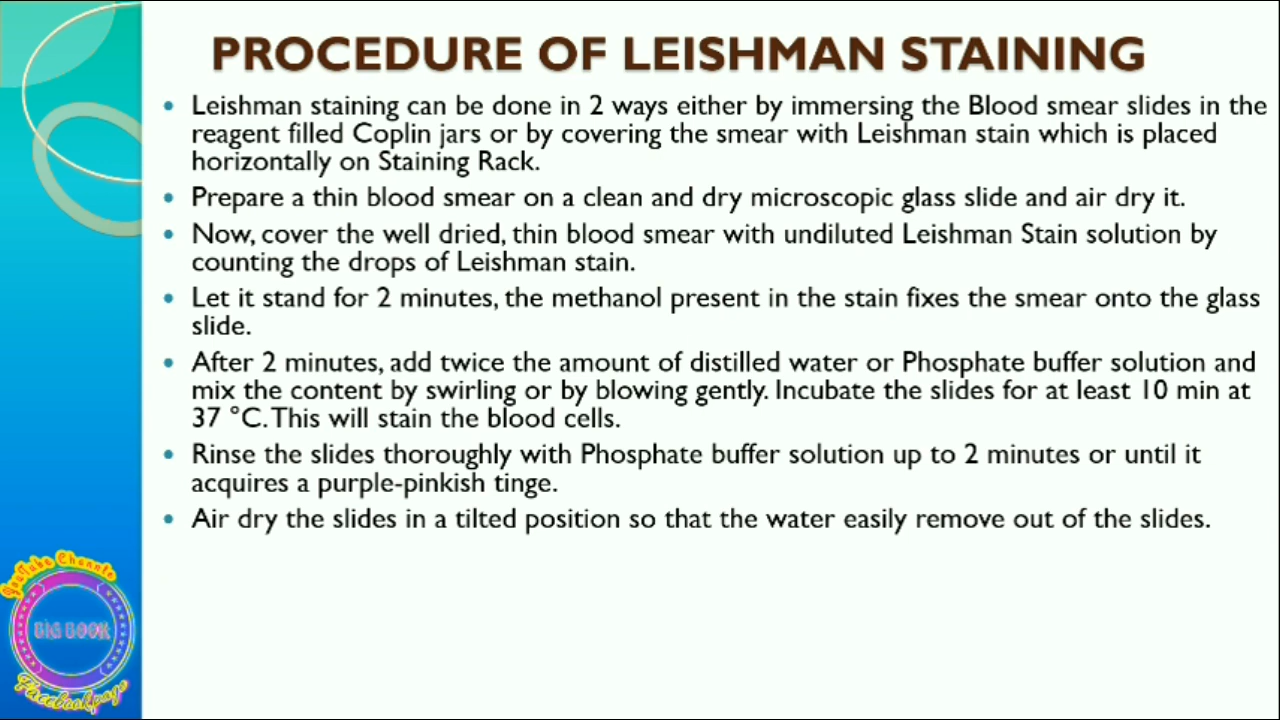 PROCEDURE OF LEISHMAN STAINING
• Leishman staining can be done in 2 ways either by immersing the Blood smear slides in the
reagent filled Coplin jars or by covering the smear with Leishman stain which is placed
horizontally on Staining Rack.
• Prepare a thin blood smear on a clean and dry microscopic glass slide and air dry it.
• Now, cover the well dried, thin blood smear with undiluted Leishman Stain solution by
counting the drops of Leishman stain.
• Let it stand for 2 minutes, the methanol present in the stain fixes the smear onto the glass
slide.
• After 2 minutes, add twice the amount of distilled water or Phosphate buffer solution and
mix the content by swirling or by blowing gently. Incubate the slides for at least 10 min at
37 °C. This will stain the blood cells.
• Rinse the slides thoroughly with Phosphate buffer solution up to 2 minutes or until it
acquires a purple-pinkish tinge.
• Air dry the slides in a tilted position so that the water easily remove out of the slides.
YouTube Channle
BIG BOOK
Facebook page